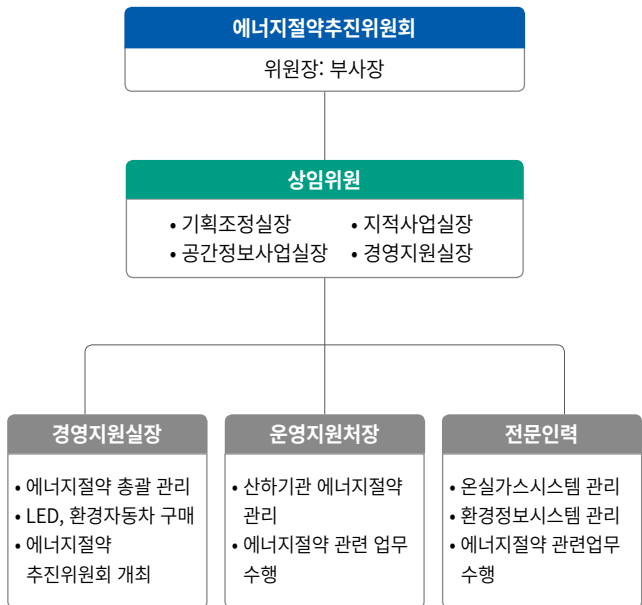 에너지절약추진위원회
위원장: 부사장
상임위원
• 기획조정실장 • 지적사업실장
• 공간정보사업실장 • 경영지원실장
경영지원실장
• 에너지절약 총괄 관리
• LED, 환경자동차 구매
• 에너지절약
추진위원회 개최
운영지원처장
• 산하기관 에너지절약
관리
• 에너지절약 관련 업무
수행
전문인력
• 온실가스시스템 관리
• 환경정보시스템 관리
• 에너지절약 관련업무
수행